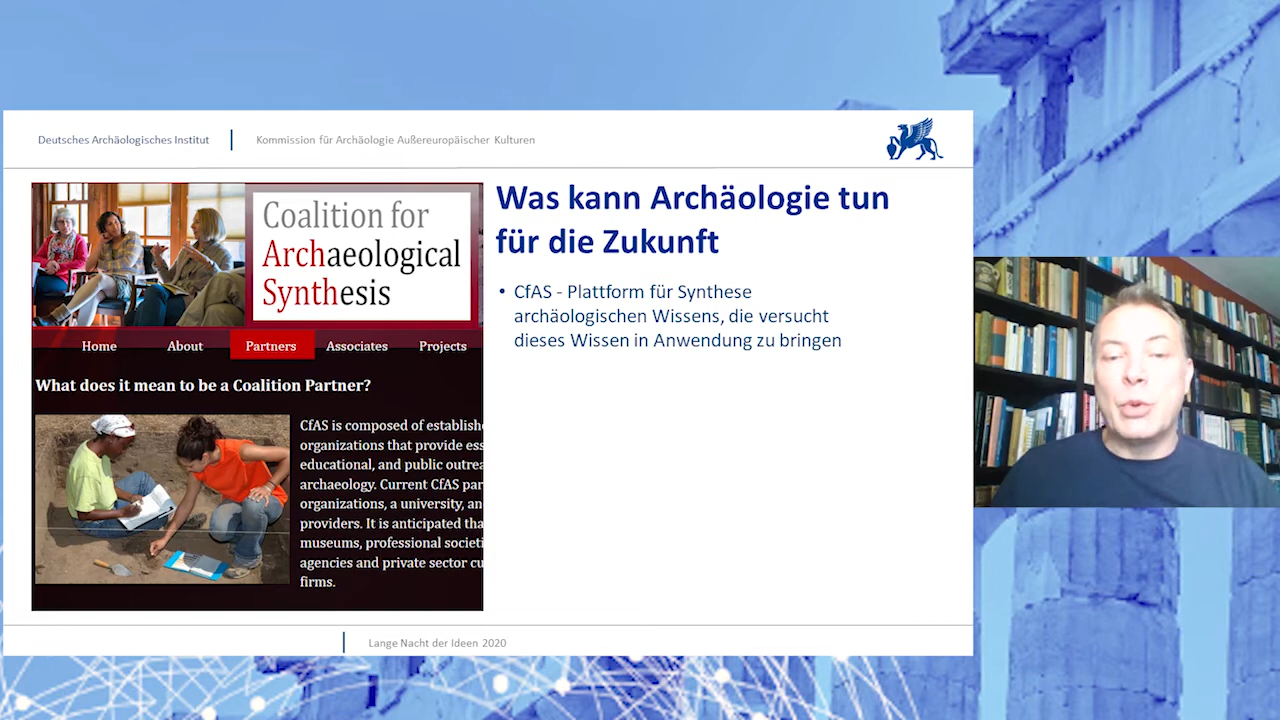 Deutsches Archäologisches Institut
Kommission für Archäologie Außereuropäischer Kulturen
Coalition for
Archaeological
Synthesis
Home About Partners Associates Projects
What does it mean to be a Coalition Partner?
CfAS is composed of establishe
organizations that provide ess
educational, and public outrea
archaeology. Current CfAS par
organizations, a university, an
providers. It is anticipated tha
museums, professional societi
agencies and private sector cu
firms.
Was kann Archäologie tun
für die Zukunft
• CfAS - Plattform für Synthese
archäologischen Wissens, die versucht
dieses Wissen in Anwendung zu bringen
Lange Nacht der Ideen 2020